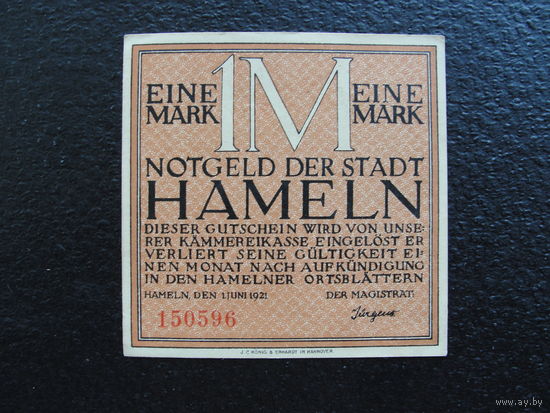 EINE 1M EINE
MARK MARK
NOTGELD DER STADT
HAMELN
DIESER GUTSCHEIN WIRD VON UNSE-
RER KÄMMEREIKASSE EINGELÖST ER
VERLIERT SEINE GÜLTIGKEIT EI-
NEN MONAT NACH AUFKÜNDIGUNG
IN DEN HAMELNER ORTSBLÄTTERN
HAMELN, DEN 1. JUNI 1921 DER MAGISTRAT:
150596 Jürgens
J. C. KÖNIG & EBHARDT IN HANNOVER
www.ay.by